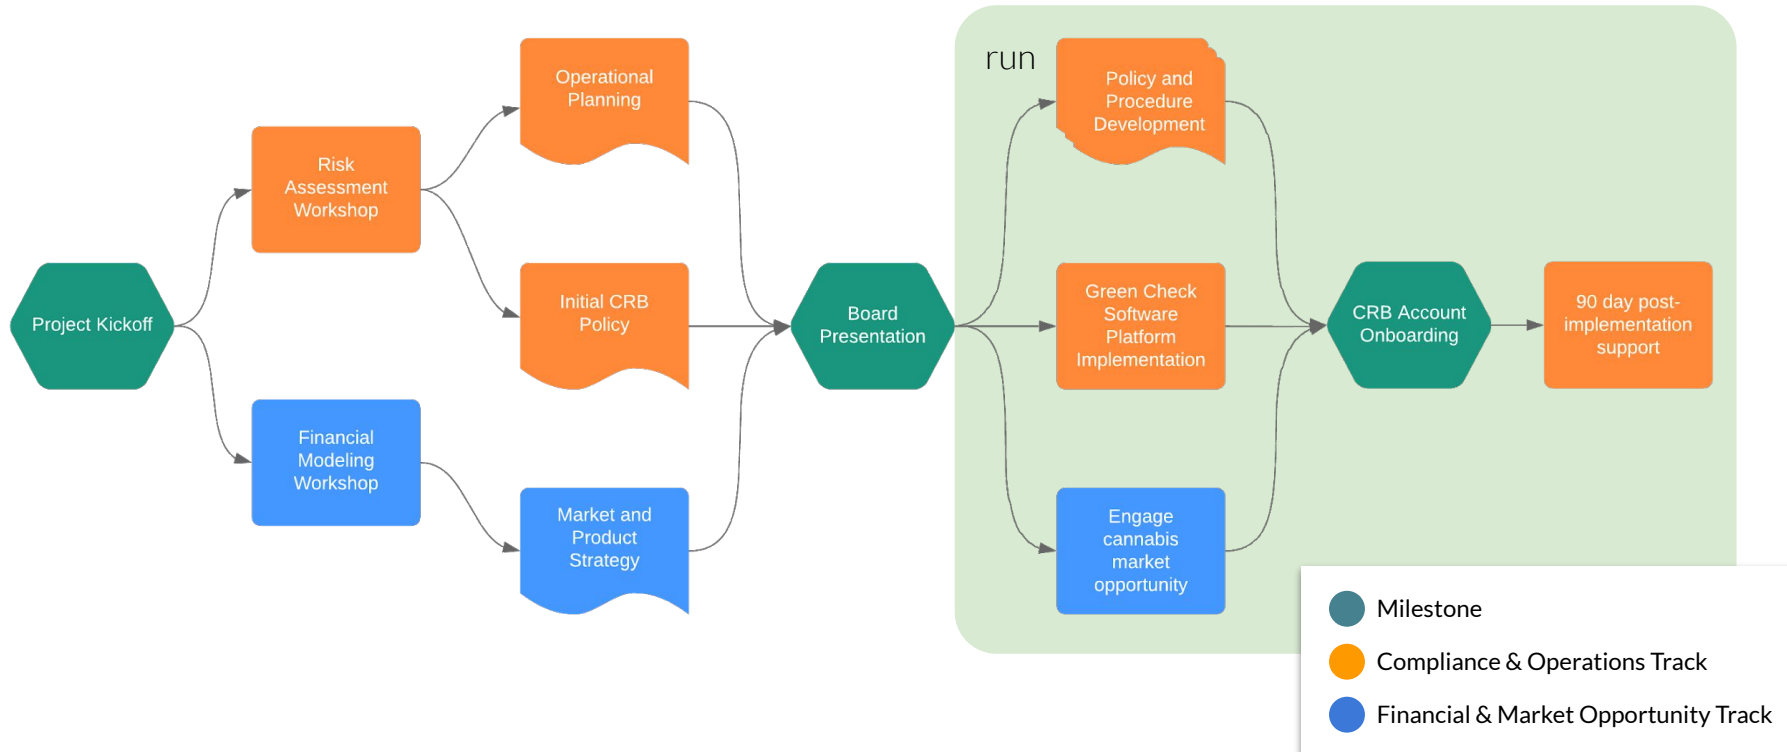 Project Kickoff
Risk
Assessment
Workshop
Financial
Modeling
Workshop
Operational
Planning
Initial CRB
Policy
Market and
Product
Strategy
Board
Presentation
run
Policy and
Procedure
Development
Green Check
Software
Platform
Implementation
Engage
cannabis
market
opportunity
CRB Account
Onboarding
90 day post-
implementation
support
Milestone
Compliance & Operations Track
Financial & Market Opportunity Track